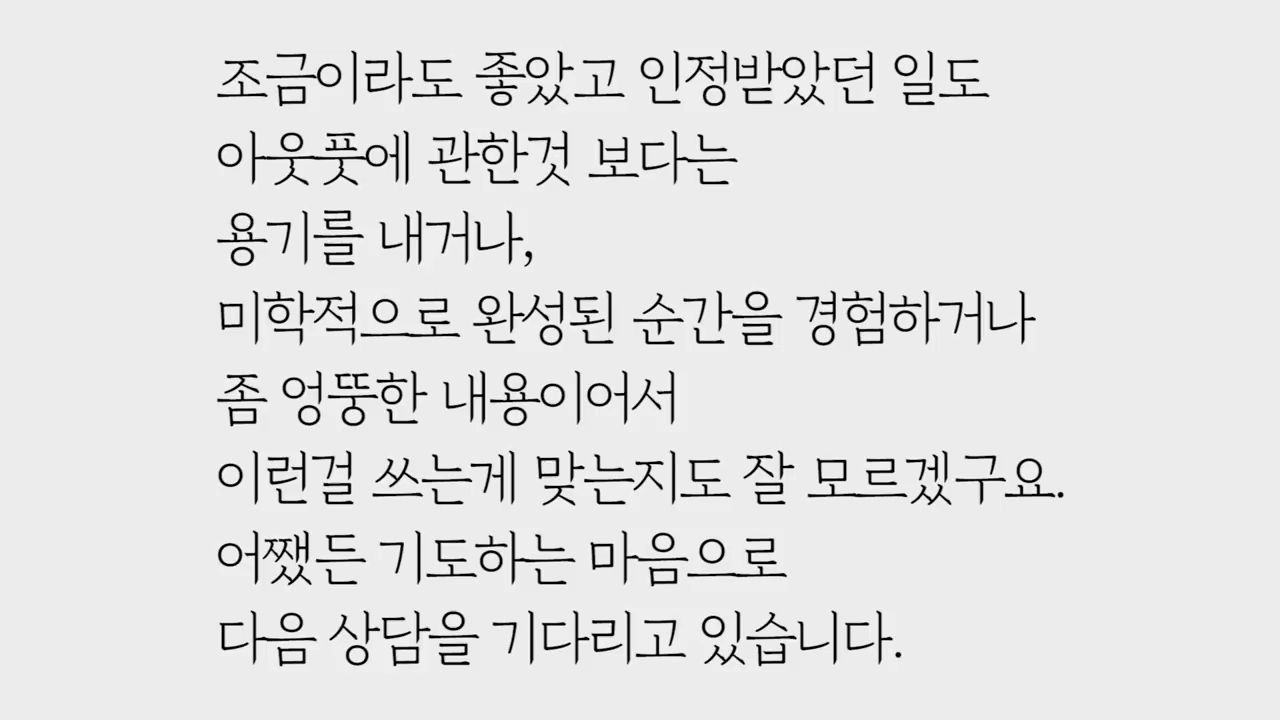 조금이라도 좋았고 인정받았던 일도
아웃풋에 관한것 보다는
용기를 내거나,
미학적으로 완성된 순간을 경험하거나
좀 엉뚱한 내용이어서
이런걸 쓰는게 맞는지도 잘 모르겠구요.
어쨌든 기도하는 마음으로
다음 상담을 기다리고 있습니다.